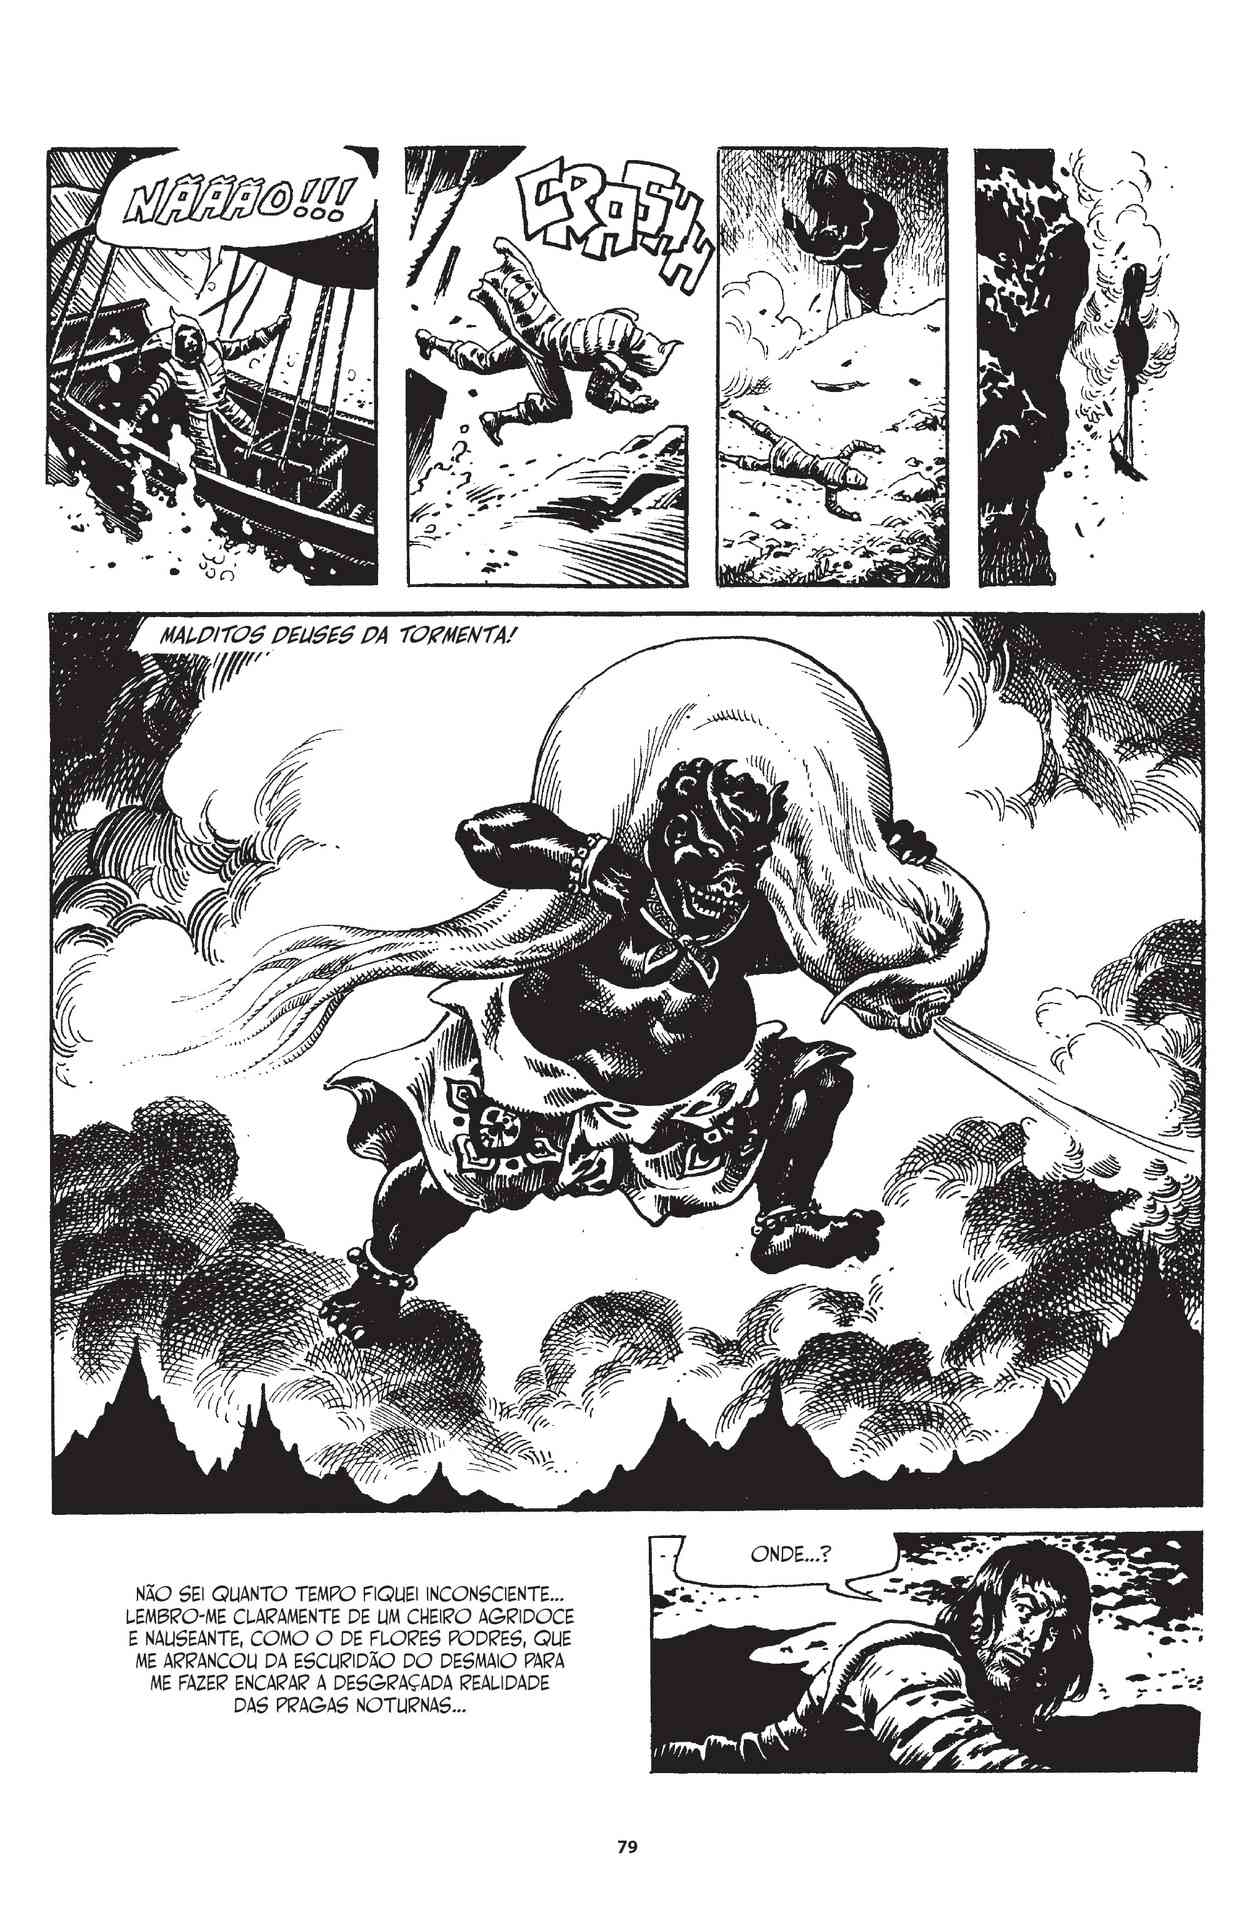 NÃÃÃO!!!
CRASHHH
MALDITOS DEUSES DA TORMENTA!
NÃO SEI QUANTO TEMPO FIQUEI INCONSCIENTE...
LEMBRO-ME CLARAMENTE DE UM CHEIRO AGRIDOCE
E NAUSEANTE, COMO O DE FLORES PODRES, QUE
ME ARRANCOU DA ESCURIDÃO DO DESMAIO PARA
ME FAZER ENCARAR A DESGRAÇADA REALIDADE
DAS PRAGAS NOTURNAS...
ONDE...?
79